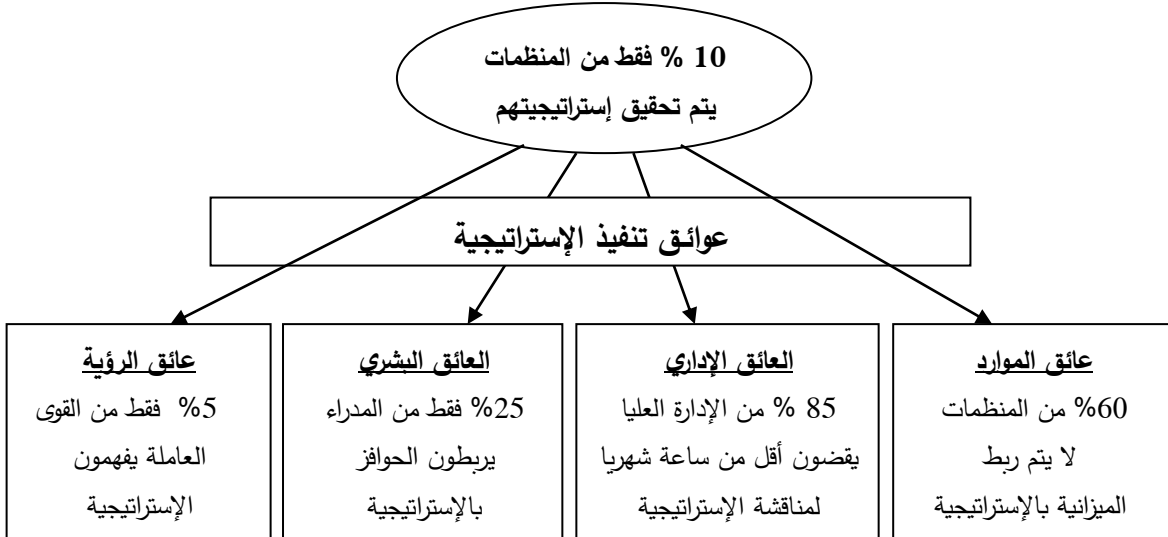 10 % فقط من المنظمات
يتم تحقيق إستراتيجيتهم
عوائق تنفيذ الإستراتيجية
عائق الموارد
60% من المنظمات
لا يتم ربط
الميزانية بالإستراتيجية
العائق الإداري
85 % من الإدارة العليا
يقضون أقل من ساعة شهريا
لمناقشة الإستراتيجية
العائق البشري
25% فقط من المدراء
يربطون الحوافز
بالإستراتيجية
عائق الرؤية
5% فقط من القوى
العاملة يفهمون
الإستراتيجية